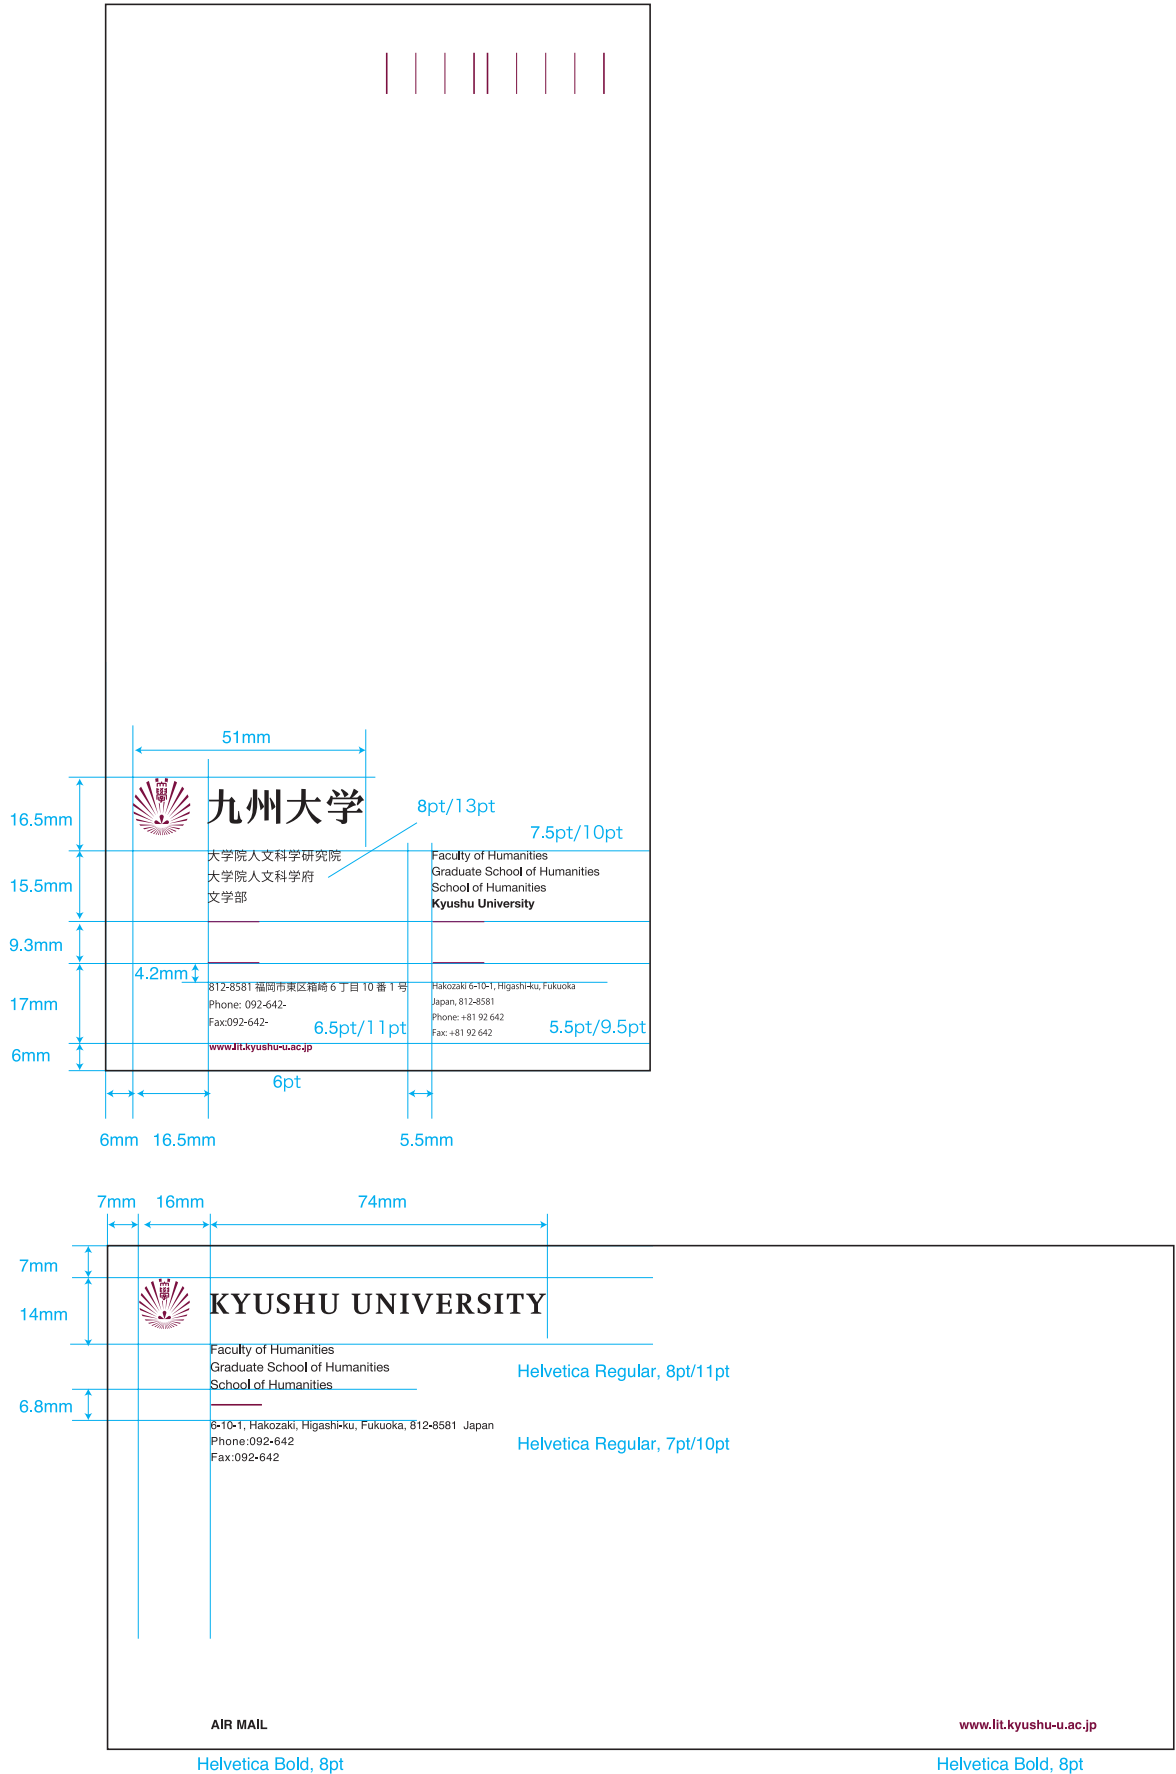 51mm
16.5mm
九州大学
8pt/13pt
7.5pt/10pt
15.5mm
大学院人文科学研究院
大学院人文科学府
文学部
Faculty of Humanities
Graduate School of Humanities
School of Humanities
Kyushu University
9.3mm
4.2mm
17mm
812-8581 福岡市東区箱崎 6 丁目 10 番 1 号
Phone: 092-642-
Fax:092-642-
6.5pt/11pt
Hakozaki 6-10-1, Higashi-ku, Fukuoka
Japan, 812-8581
Phone: +81 92 642
Fax: +81 92 642
5.5pt/9.5pt
www.lit.kyushu-u.ac.jp
6mm
6pt
6mm
16.5mm
5.5mm
7mm
16mm
74mm
7mm
14mm
KYUSHU UNIVERSITY
Faculty of Humanities
Graduate School of Humanities
School of Humanities
Helvetica Regular, 8pt/11pt
6.8mm
6-10-1, Hakozaki, Higashi-ku, Fukuoka, 812-8581 Japan
Phone:092-642
Fax:092-642
Helvetica Regular, 7pt/10pt
AIR MAIL
www.lit.kyushu-u.ac.jp
Helvetica Bold, 8pt
Helvetica Bold, 8pt